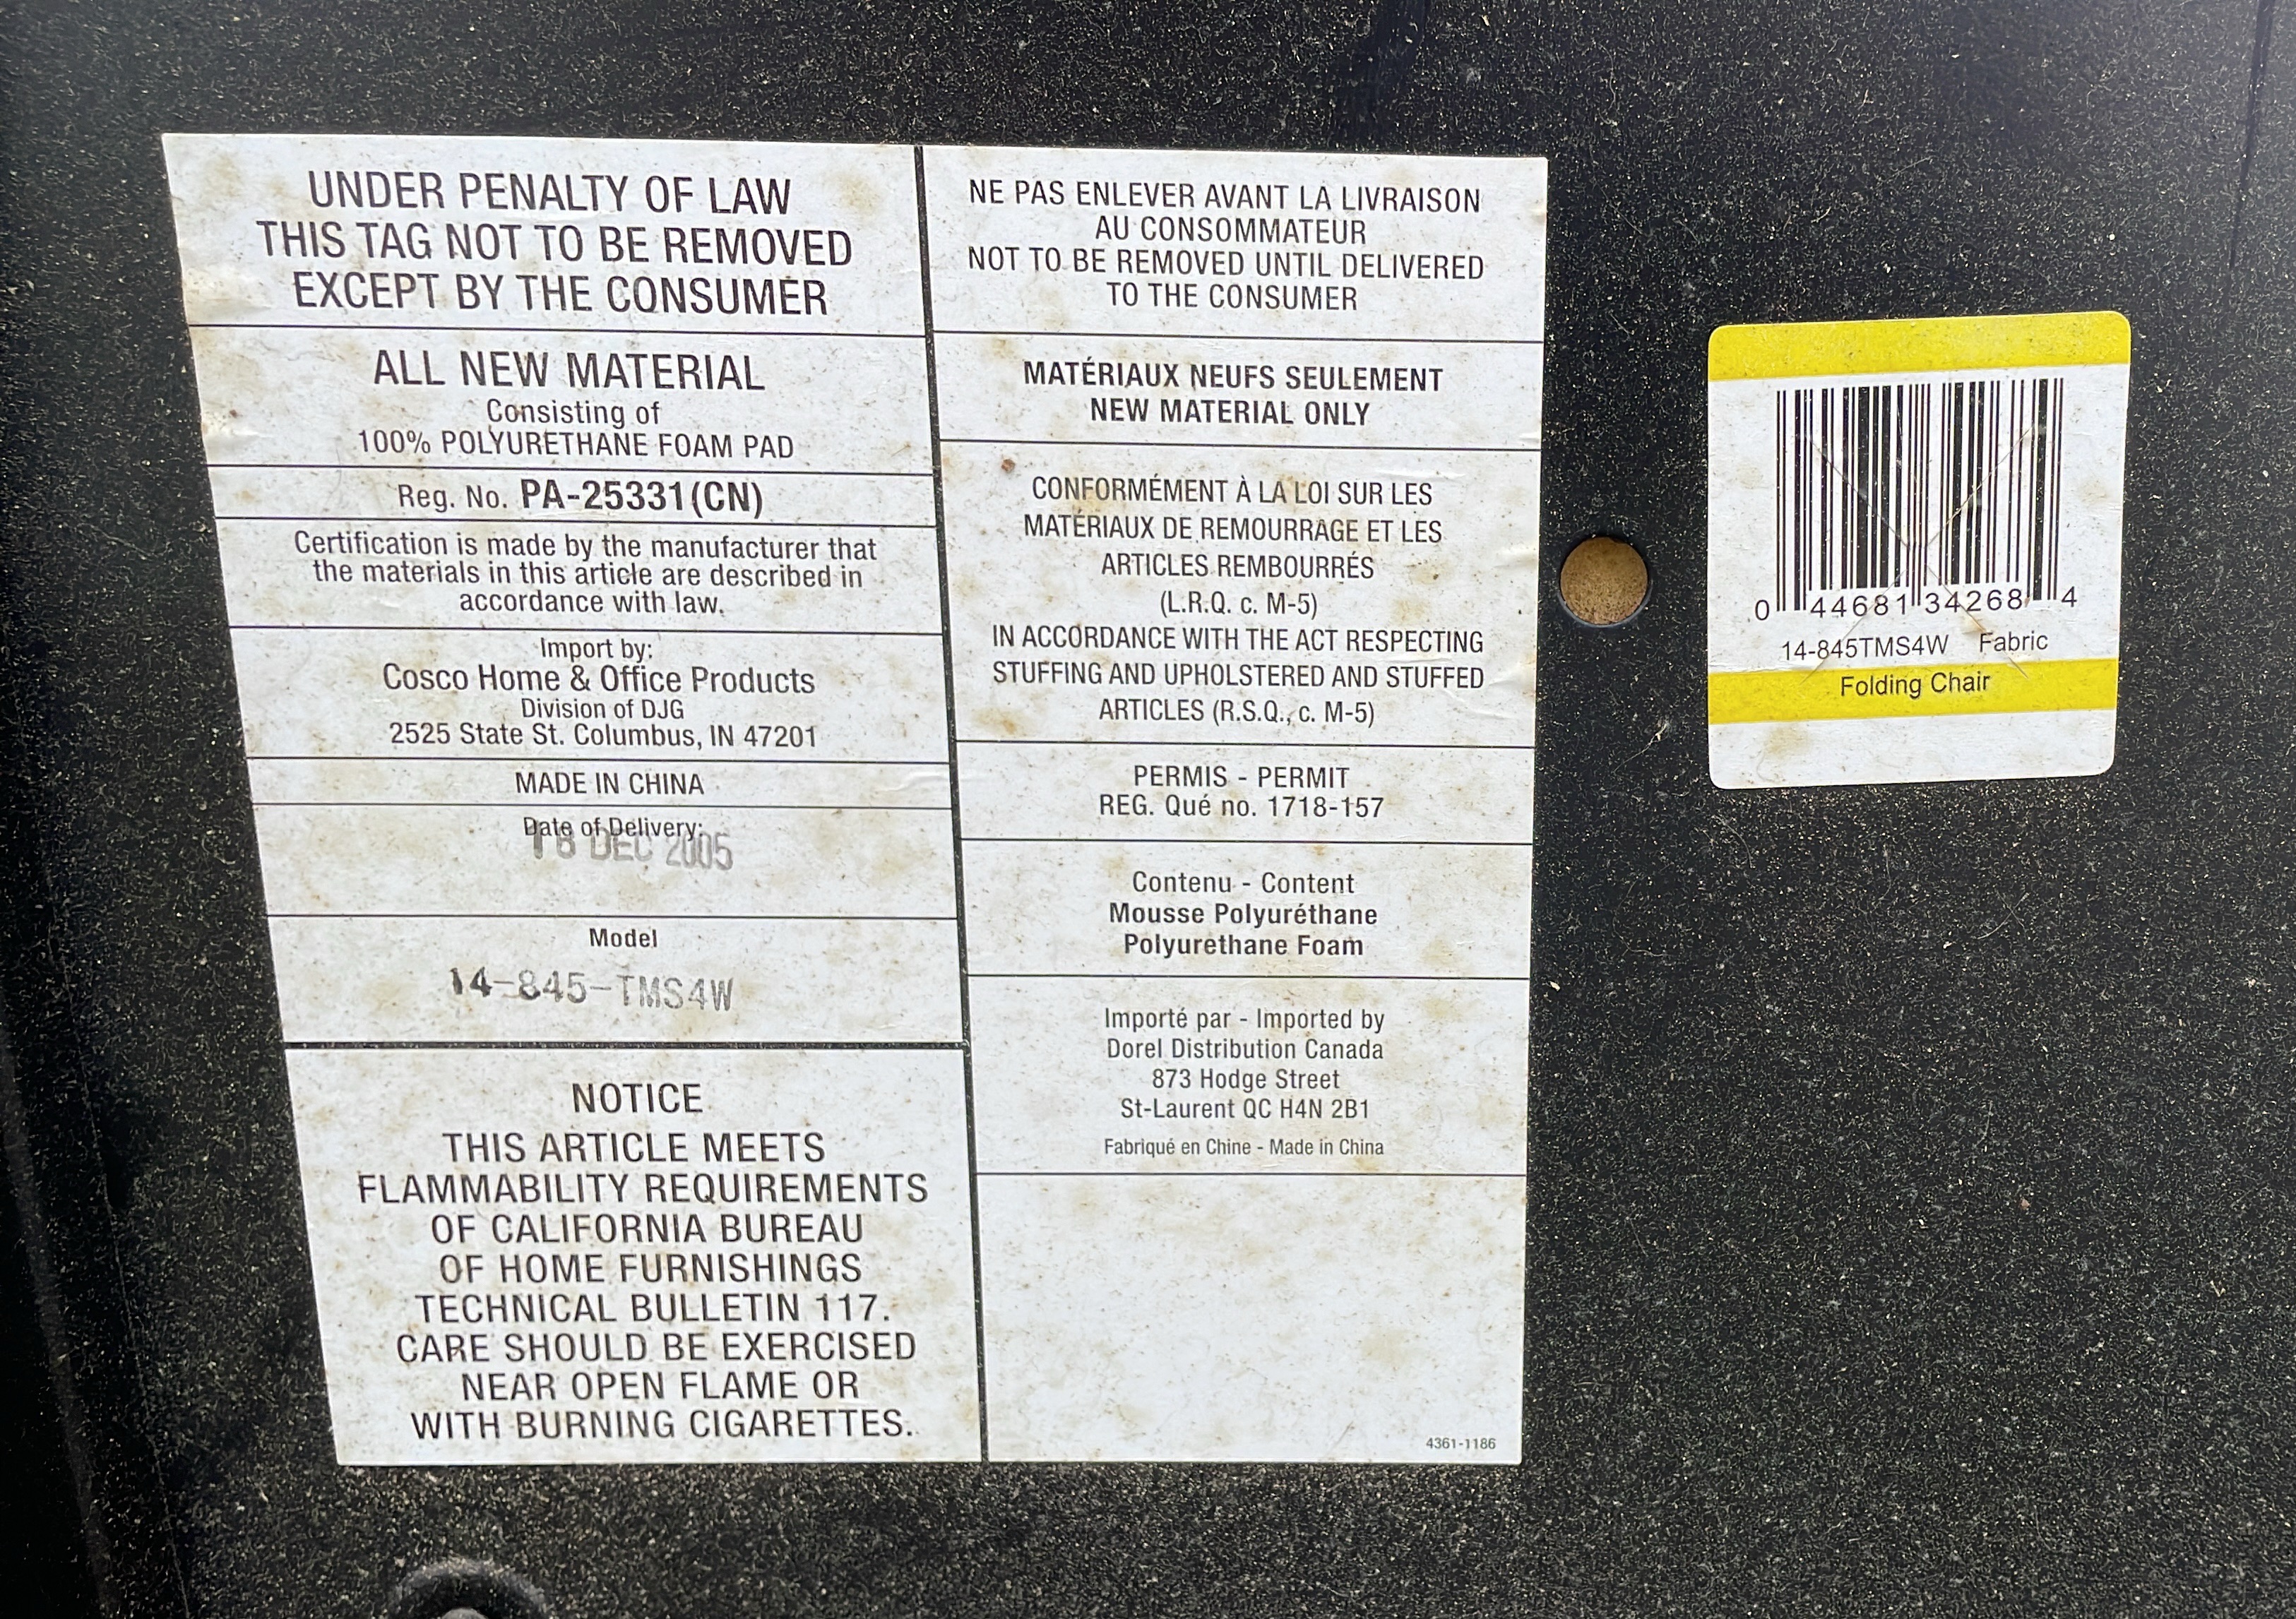 UNDER PENALTY OF LAW
THIS TAG NOT TO BE REMOVED
EXCEPT BY THE CONSUMER
ALL NEW MATERIAL
Consisting of
100% POLYURETHANE FOAM PAD
Reg. No. PA-25331(CN)
Certification is made by the manufacturer that
the materials in this article are described in
accordance with law.
Import by:
Cosco Home & Office Products
Division of DJG
2525 State St. Columbus, IN 47201
MADE IN CHINA
Date of Delivery:
DEC 2005
Model
14-845-TMS4W
NOTICE
THIS ARTICLE MEETS
FLAMMABILITY REQUIREMENTS
OF CALIFORNIA BUREAU
OF HOME FURNISHINGS
TECHNICAL BULLETIN 117.
CARE SHOULD BE EXERCISED
NEAR OPEN FLAME OR
WITH BURNING CIGARETTES.
NE PAS ENLEVER AVANT LA LIVRAISON
AU CONSOMMATEUR
NOT TO BE REMOVED UNTIL DELIVERED
TO THE CONSUMER
MATÉRIAUX NEUFS SEULEMENT
NEW MATERIAL ONLY
CONFORMÉMENT À LA LOI SUR LES
MATÉRIAUX DE REMOURRAGE ET LES
ARTICLES REMBOURRÉS
(L.R.Q. c. M-5)
IN ACCORDANCE WITH THE ACT RESPECTING
STUFFING AND UPHOLSTERED AND STUFFED
ARTICLES (R.S.Q., c. M-5)
PERMIS - PERMIT
REG. Qué no. 1718-157
Contenu - Content
Mousse Polyuréthane
Polyurethane Foam
Importé par - Imported by
Dorel Distribution Canada
873 Hodge Street
St-Laurent QC H4N 2B1
Fabriqué en Chine - Made in China
4361-1186
0 44681 34268 4
14-845TMS4W Fabric
Folding Chair